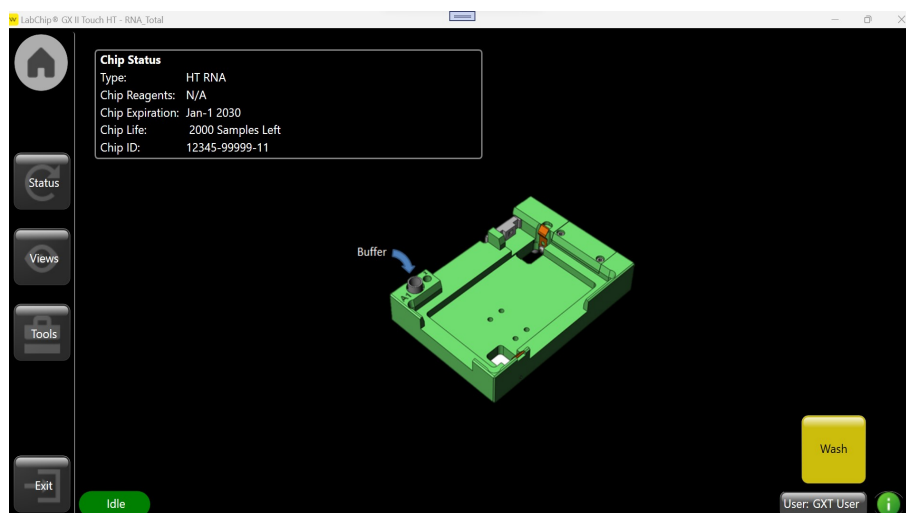 LabChip® GX II Touch HT - RNA_Total
Chip Status
Type: HT RNA
Chip Reagents: N/A
Chip Expiration: Jan-1 2030
Chip Life: 2000 Samples Left
Chip ID: 12345-99999-11
Status
Buffer
Views
A1
Tools
Wash
Exit
Idle
User: GXT User
i